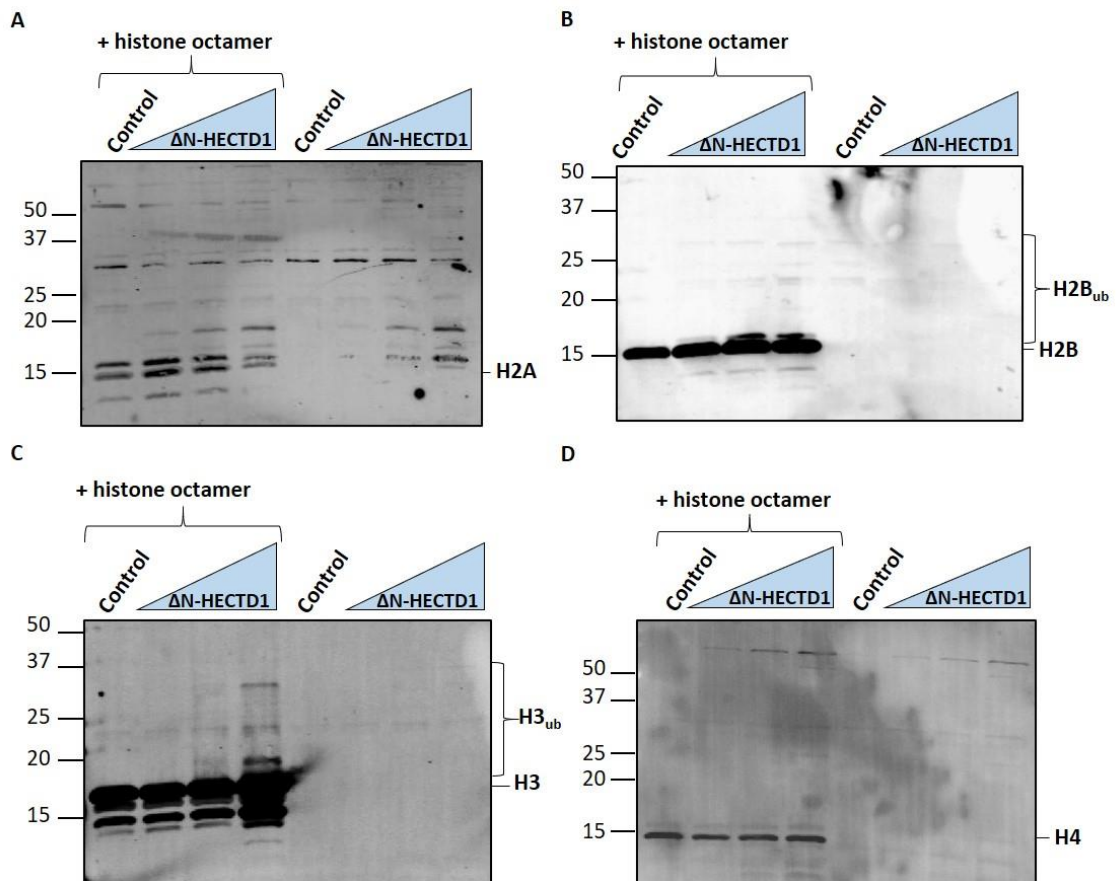 A
+ histone octamer
Control
ΔN-HECTD1
Control
ΔN-HECTD1
50
37
25
20
15
H2A
B
+ histone octamer
Control
ΔN-HECTD1
Control
ΔN-HECTD1
50
37
25
20
15
H2Bub
H2B
C
+ histone octamer
Control
ΔN-HECTD1
Control
ΔN-HECTD1
50
37
25
20
15
H3ub
H3
D
+ histone octamer
Control
ΔN-HECTD1
Control
ΔN-HECTD1
50
37
25
20
15
H4